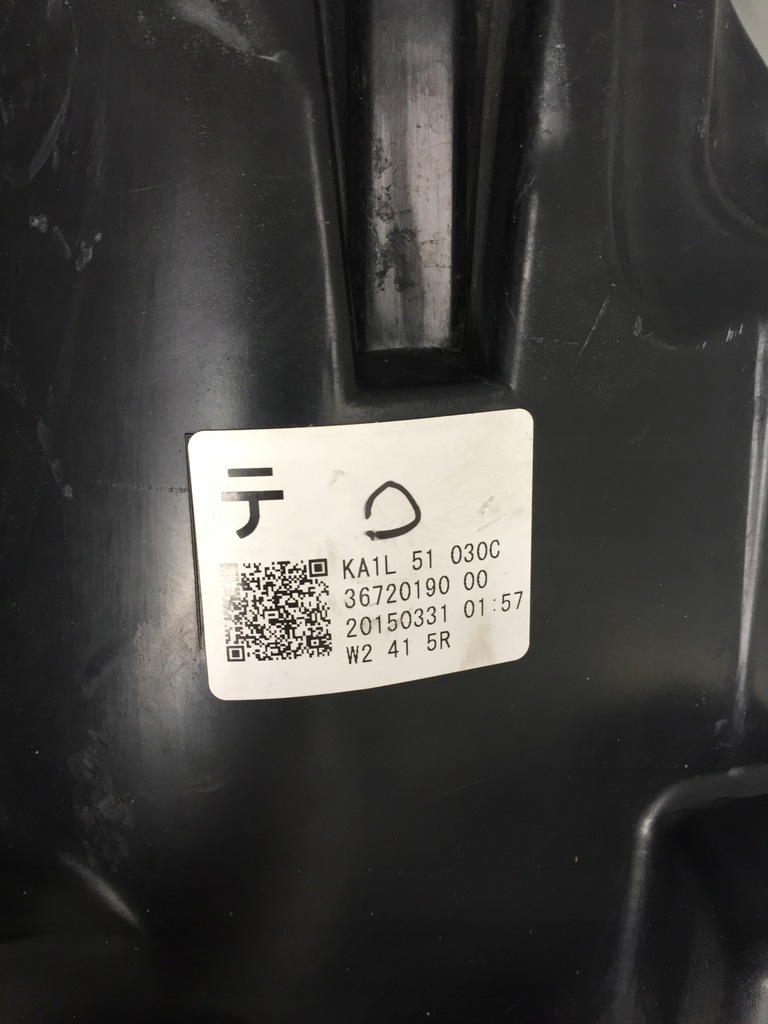 テ
KA1L 51 030C
36720190 00
20150331 01:57
W2 41 5R